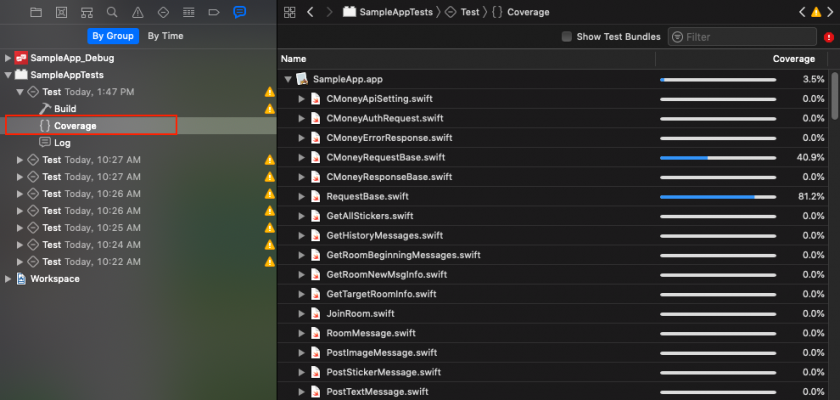 SampleAppTests 〉 Test 〉 { } Coverage
By Group By Time
Show Test Bundles Filter
SampleApp_Debug
SampleAppTests
Test Today, 1:47 PM
Build
{ } Coverage
Log
Test Today, 10:27 AM
Test Today, 10:27 AM
Test Today, 10:26 AM
Test Today, 10:26 AM
Test Today, 10:25 AM
Test Today, 10:24 AM
Test Today, 10:22 AM
Workspace
Name Coverage
SampleApp.app 3.5%
CMoneyApiSetting.swift 0.0%
CMoneyAuthRequest.swift 0.0%
CMoneyErrorResponse.swift 0.0%
CMoneyRequestBase.swift 40.9%
CMoneyResponseBase.swift 0.0%
RequestBase.swift 81.2%
GetAllStickers.swift 0.0%
GetHistoryMessages.swift 0.0%
GetRoomBeginningMessages.swift 0.0%
GetRoomNewMsgInfo.swift 0.0%
GetTargetRoomInfo.swift 0.0%
JoinRoom.swift 0.0%
RoomMessage.swift 0.0%
PostImageMessage.swift 0.0%
PostStickerMessage.swift 0.0%
PostTextMessage.swift 0.0%